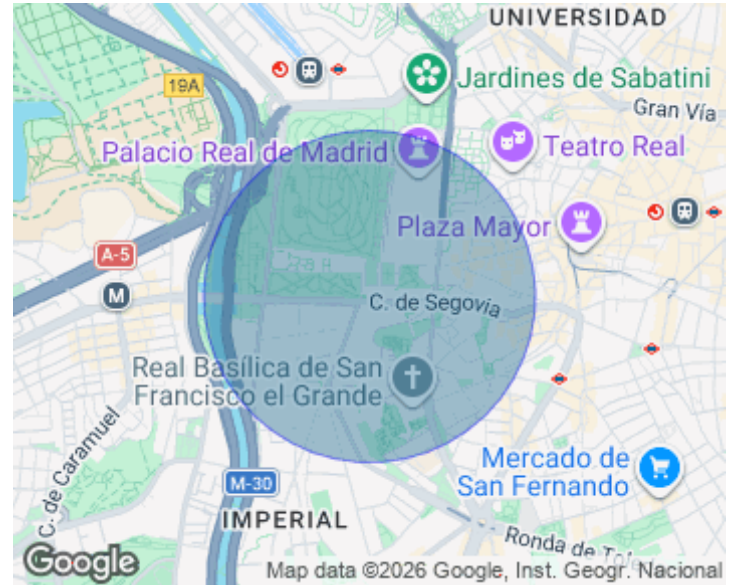 UNIVERSIDAD
Jardines de Sabatini
19A
Gran Vía
Palacio Real de Madrid
Teatro Real
Plaza Mayor
A-5
M
C. de Segovia
Real Basílica de San
Francisco el Grande
C. de Caramuel
Mercado de
San Fernando
M-30
IMPERIAL
Ronda de
Google
Map data ©2026 Google, Inst. Geogr. Nacional